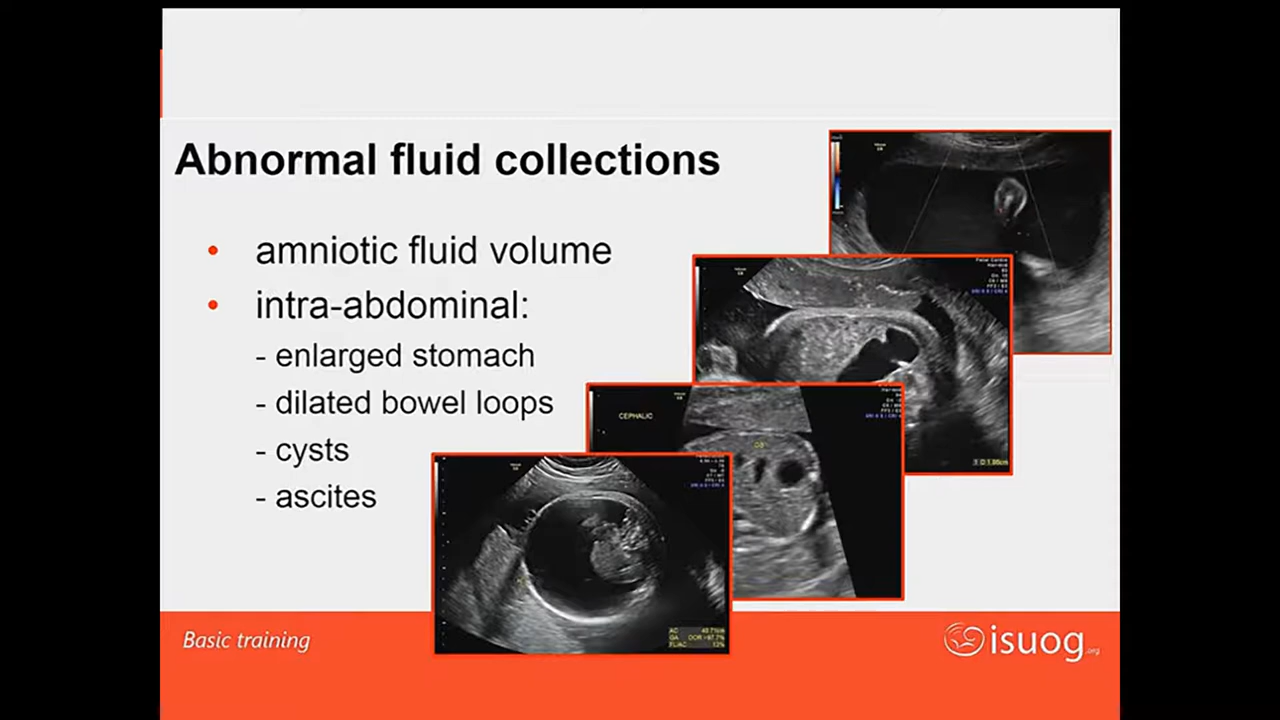 Abnormal fluid collections
• amniotic fluid volume
• intra-abdominal:
- enlarged stomach
- dilated bowel loops
- cysts
- ascites
CEPHALIC
Basic training
isuog.org